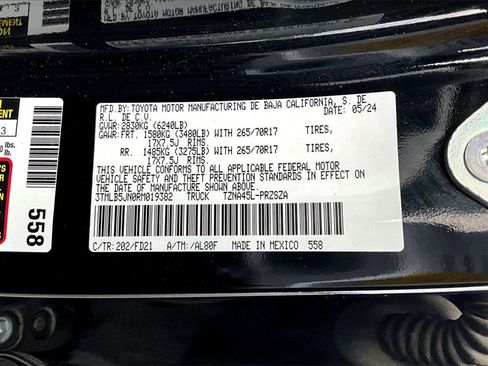 MFD.BY:TOYOTA MOTOR MANUFACTURING DE BAJA CALIFORNIA, S. DE
R.L. DE C.V. 05/24
GVWR: 2830KG (6240LB)
GAWR: FRT. 1580KG (3480LB) WITH 265/70R17 TIRES,
17X7.5J RIMS.
RR. 1485KG (3275LB) WITH 265/70R17 TIRES,
17X7.5J RIMS.
THIS VEHICLE CONFORMS TO ALL APPLICABLE FEDERAL MOTOR
VEHICLE SAFETY AND THEFT PREVENTION STANDARDS IN EFFECT ON
THE DATE OF MANUFACTURE SHOWN ABOVE.
3TMLB5JN0RM019302 TRUCK TZNA45L-PRZSZA
C/TR:202/FD21 A/TM:/AL80F MADE IN MEXICO 558
558